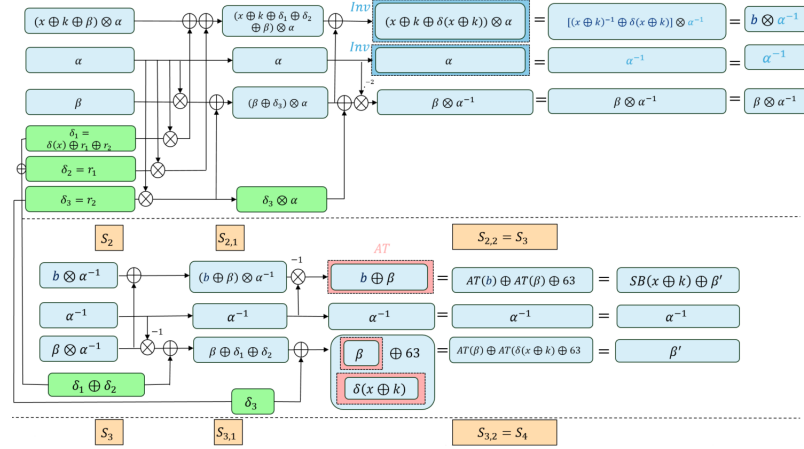 (x ⊕ k ⊕ β) ⊗ α
(x ⊕ k ⊕ δ₁ ⊕ δ₂
⊕ β) ⊗ α
Inv
(x ⊕ k ⊕ δ(x ⊕ k)) ⊗ α
=
[(x ⊕ k)⁻¹ ⊕ δ(x ⊕ k)] ⊗ α⁻¹
=
b ⊗ α⁻¹
α
α
Inv
α
=
α⁻¹
=
α⁻¹
β
(β ⊕ δ₃) ⊗ α
-2
β ⊗ α⁻¹
=
β ⊗ α⁻¹
=
β ⊗ α⁻¹
δ₁ =
δ(x) ⊕ r₁ ⊕ r₂
δ₂ = r₁
δ₃ = r₂
δ₃ ⊗ α
S₂
S₂,₁
S₂,₂ = S₃
AT
b ⊗ α⁻¹
(b ⊕ β) ⊗ α⁻¹
-1
b ⊕ β
=
AT(b) ⊕ AT(β) ⊕ 63
=
SB(x ⊕ k) ⊕ β′
α⁻¹
α⁻¹
α⁻¹
=
α⁻¹
=
α⁻¹
β ⊗ α⁻¹
-1
β ⊕ δ₁ ⊕ δ₂
β ⊕ 63
=
AT(β) ⊕ AT(δ(x ⊕ k) ⊕ 63
=
β′
δ₁ ⊕ δ₂
δ(x ⊕ k)
δ₃
S₃
S₃,₁
S₃,₂ = S₄